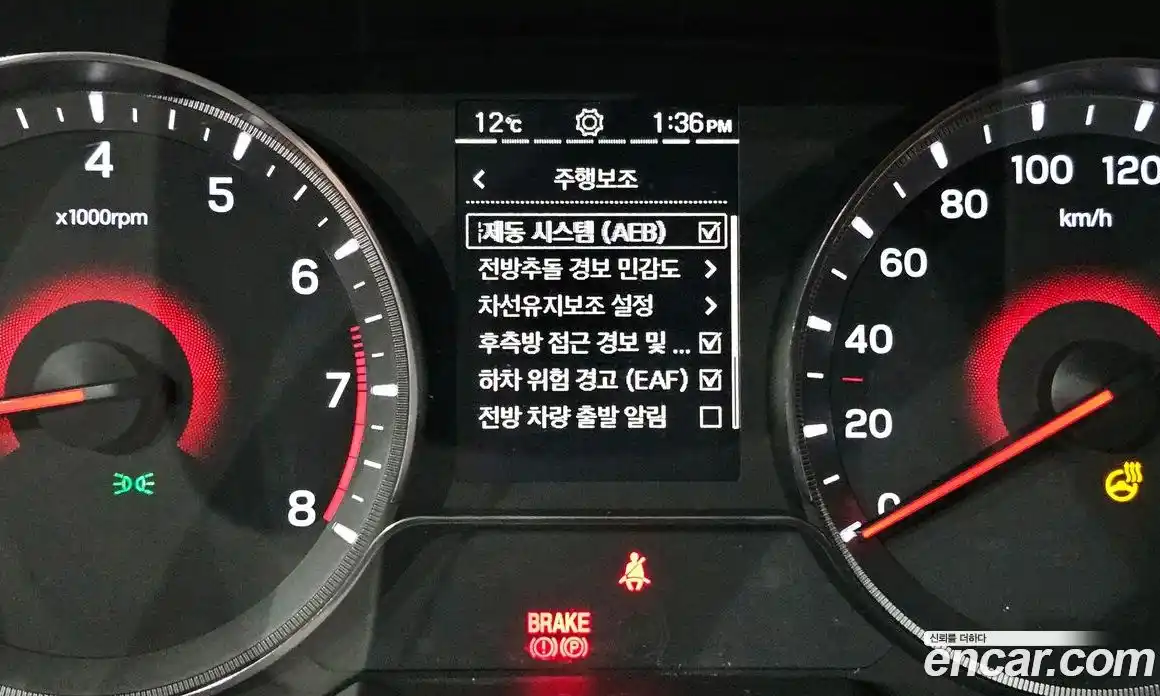 12℃ 1:36PM
< 주행보조
제동 시스템 (AEB)
전방추돌 경보 민감도 >
차선유지보조 설정 >
후측방 접근 경보 및 ...
하차 위험 경고 (EAF)
전방 차량 출발 알림
4
5
6
7
8
x1000rpm
0
20
40
60
80
100
120
km/h
BRAKE
(!) (P)
신뢰를 더하다
encar.com